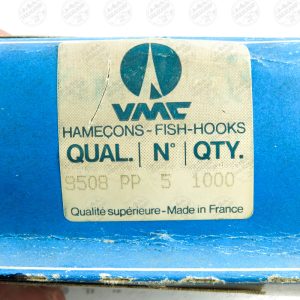 VMC
HAMEÇONS - FISH-HOOKS
QUAL. N° QTY.
9508 PP 5 1000
Qualité supérieure - Made in France